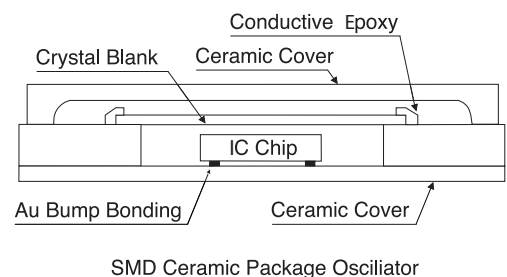 Conductive Epoxy
Crystal Blank
Ceramic Cover
IC Chip
Au Bump Bonding
Ceramic Cover
SMD Ceramic Package Osciliator